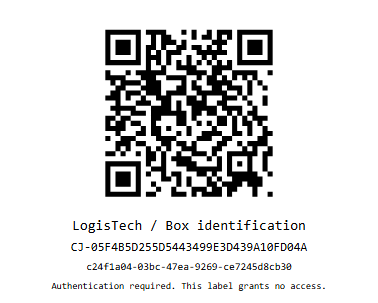 LogisTech / Box identification
CJ-05F4B5D255D5443499E3D439A10FD04A
c24f1a04-03bc-47ea-9269-ce7245d8cb30
Authentication required. This label grants no access.